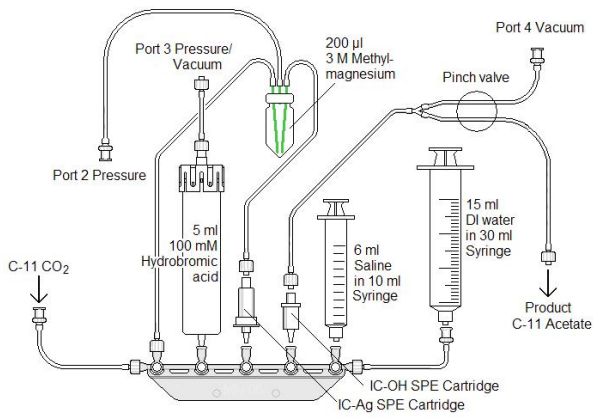 Port 4 Vacuum
200 µl
3 M Methyl-
magnesium
Port 3 Pressure/
Vacuum
Pinch valve
Port 2 Pressure
5 ml
100 mM
Hydrobromic
acid
6 ml
Saline
in 10 ml
Syringe
15 ml
DI water
in 30 ml
Syringe
C-11 CO2
Product
C-11 Acetate
IC-OH SPE Cartridge
IC-Ag SPE Cartridge